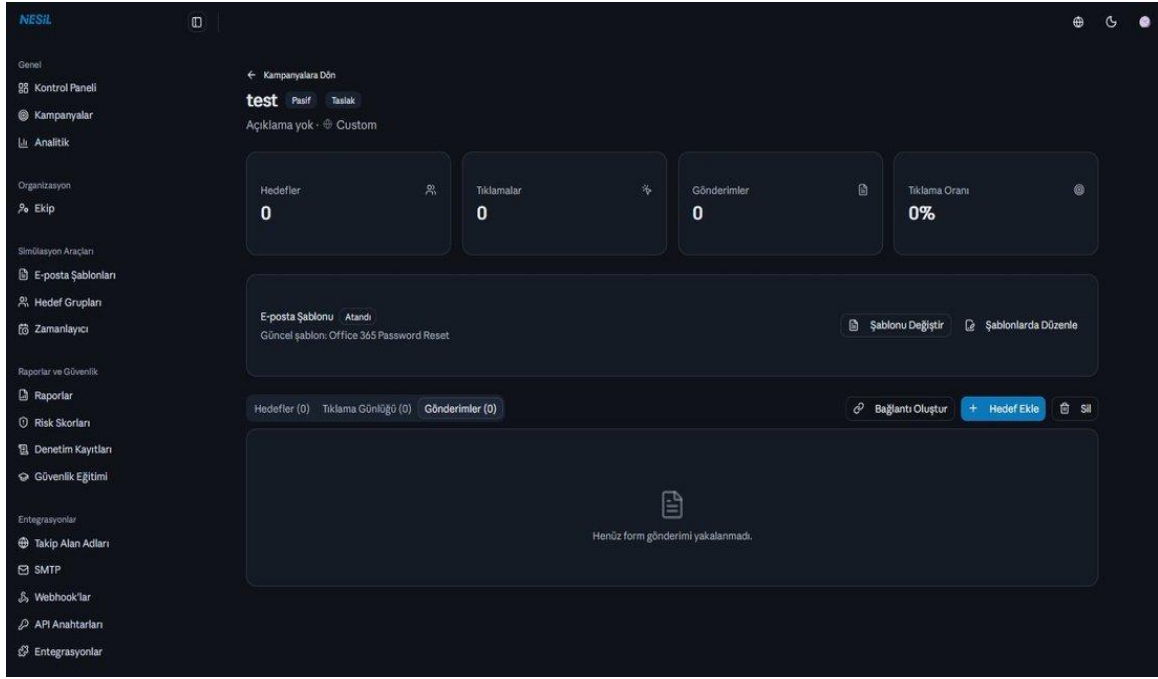 NESiL
Genel
Kontrol Paneli
Kampanyalar
Analitik
Organizasyon
Ekip
Simülasyon Araçları
E-posta Şablonları
Hedef Grupları
Zamanlayıcı
Raporlar ve Güvenlik
Raporlar
Risk Skorları
Denetim Kayıtları
Güvenlik Eğitimi
Entegrasyonlar
Takip Alan Adları
SMTP
Webhook'lar
API Anahtarları
Entegrasyonlar
← Kampanyalara Dön
test Pasif Taslak
Açıklama yok · Custom
Hedefler
0
Tıklamalar
0
Gönderimler
0
Tıklama Oranı
0%
E-posta Şablonu Atandı
Güncel şablon: Office 365 Password Reset
Şablonu Değiştir Şablonlarda Düzenle
Hedefler (0) Tıklama Günlüğü (0) Gönderimler (0)
Bağlantı Oluştur + Hedef Ekle Sil
Henüz form gönderimi yakalanmadı.